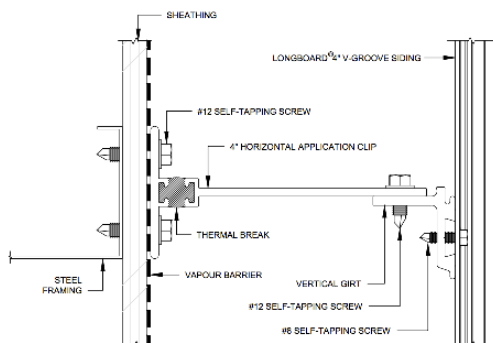 SHEATHING
LONGBOARD® 4" V-GROOVE SIDING
#12 SELF-TAPPING SCREW
4" HORIZONTAL APPLICATION CLIP
THERMAL BREAK
STEEL
FRAMING
VAPOUR BARRIER
VERTICAL GIRT
#12 SELF-TAPPING SCREW
#8 SELF-TAPPING SCREW